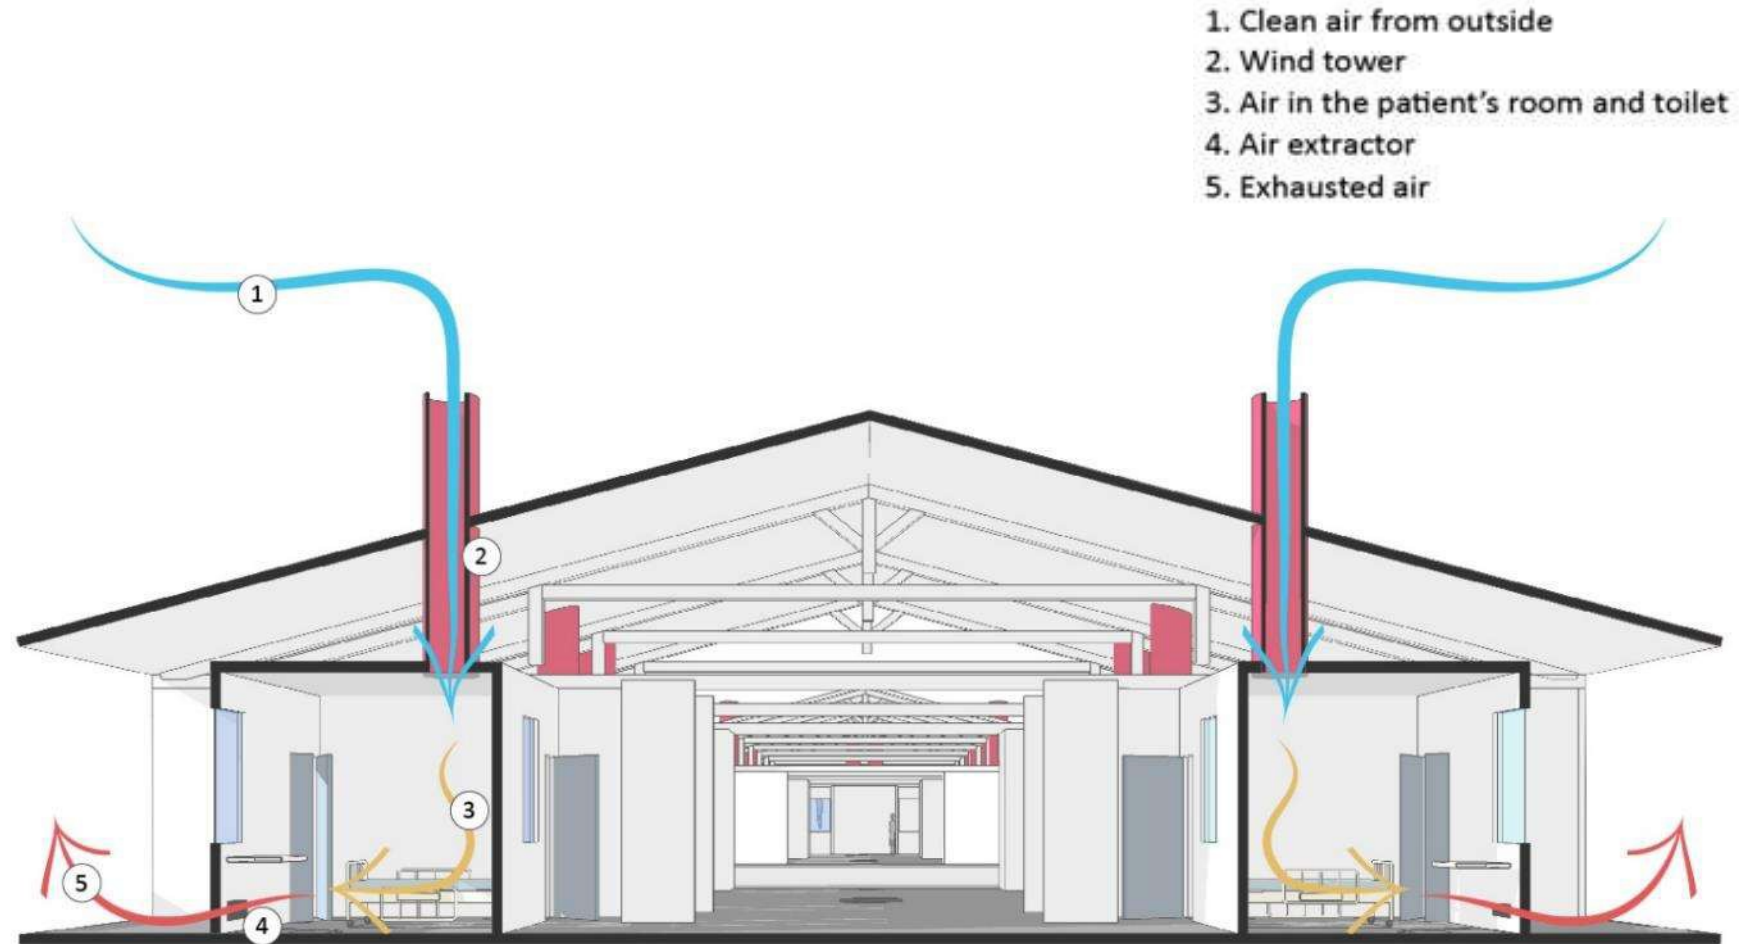 1. Clean air from outside
2. Wind tower
3. Air in the patient’s room and toilet
4. Air extractor
5. Exhausted air
1
2
3
5
4